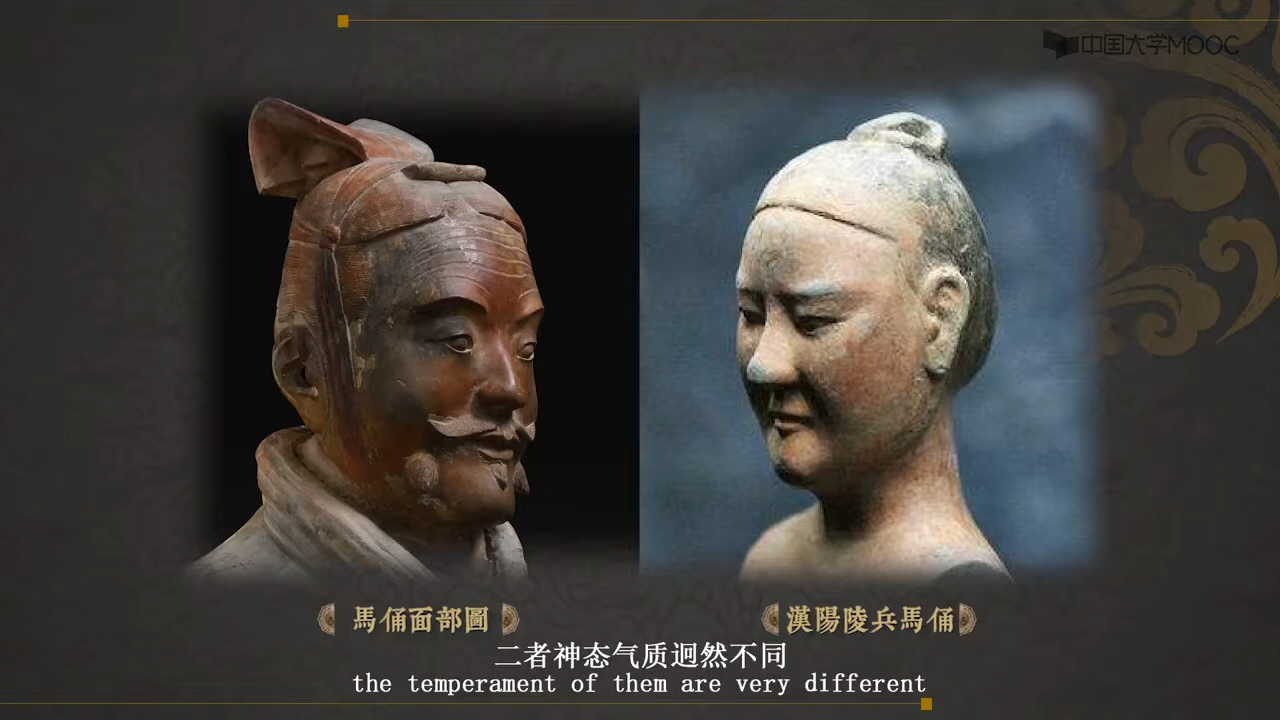 中国大学MOOC
馬俑面部圖
漢陽陵兵馬俑
二者神态气质迥然不同
the temperament of them are very different